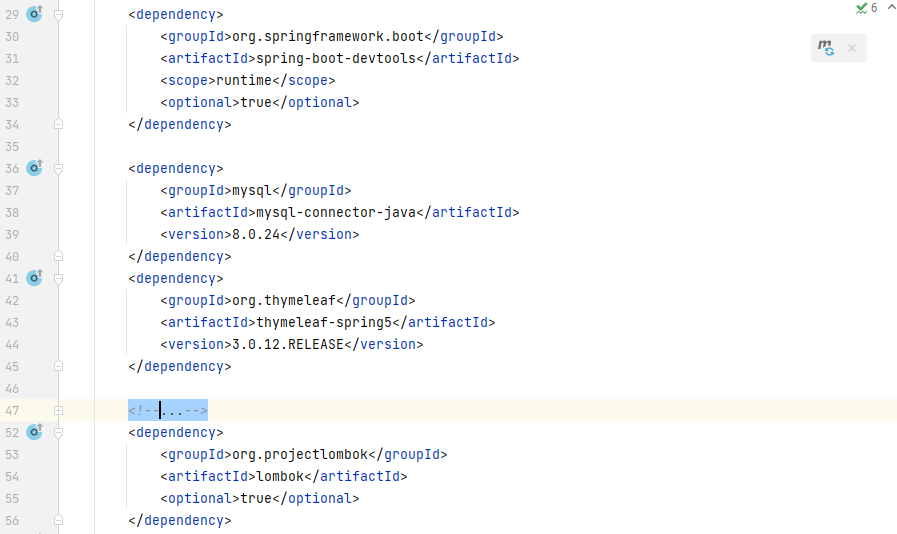 6
29 <dependency>
30 <groupId>org.springframework.boot</groupId>
31 <artifactId>spring-boot-devtools</artifactId>
32 <scope>runtime</scope>
33 <optional>true</optional>
34 </dependency>
35
36 <dependency>
37 <groupId>mysql</groupId>
38 <artifactId>mysql-connector-java</artifactId>
39 <version>8.0.24</version>
40 </dependency>
41 <dependency>
42 <groupId>org.thymeleaf</groupId>
43 <artifactId>thymeleaf-spring5</artifactId>
44 <version>3.0.12.RELEASE</version>
45 </dependency>
46
47 <!--...-->
52 <dependency>
53 <groupId>org.projectlombok</groupId>
54 <artifactId>lombok</artifactId>
55 <optional>true</optional>
56 </dependency>